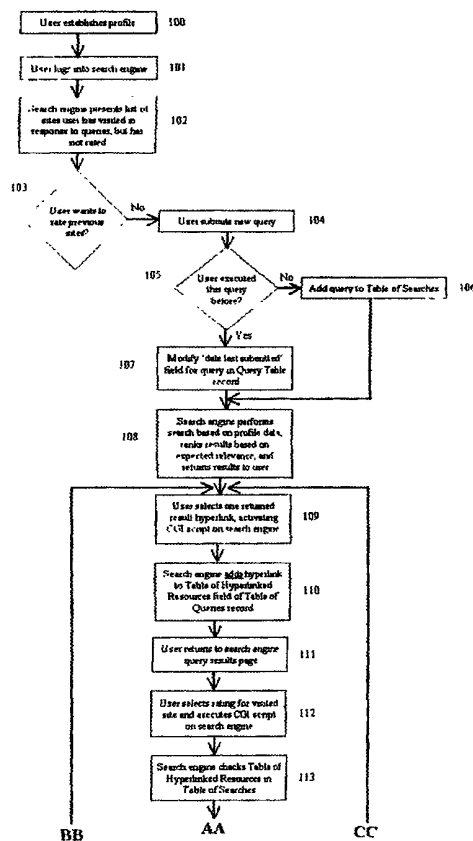 User establishes profile
100
User logs into search engine
101
Search engine presents list of
sites user has visited in
response to queries, but has
not rated
102
103
User wants to
rate previous
sites?
No
User submits new query
104
105
User executed
this query
before?
No
Add query to Table of Searches
106
Yes
107
Modify 'date last submitted'
field for query in Query Table
record
108
Search engine performs
search based on profile data,
ranks results based on
expected relevance, and
returns results to user
User selects one returned
result hyperlink, activating
CGI script on search engine
109
Search engine adds hyperlink
to Table of Hyperlinked
Resources field of Table of
Queries record
110
User returns to search engine
query results page
111
User selects rating for visited
site and executes CGI script
on search engine
112
Search engine checks Table of
Hyperlinked Resources in
Table of Searches
113
BB
AA
CC